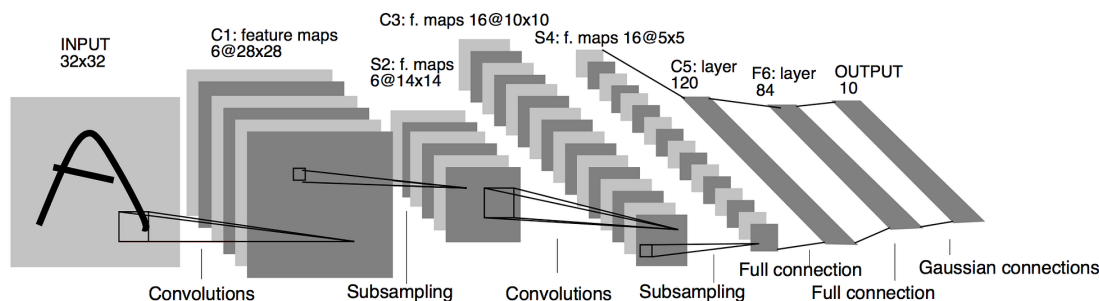 INPUT
32x32
C1: feature maps
6@28x28
S2: f. maps
6@14x14
C3: f. maps 16@10x10
S4: f. maps 16@5x5
C5: layer
120
F6: layer
84
OUTPUT
10
Convolutions
Subsampling
Convolutions
Subsampling
Full connection
Full connection
Gaussian connections